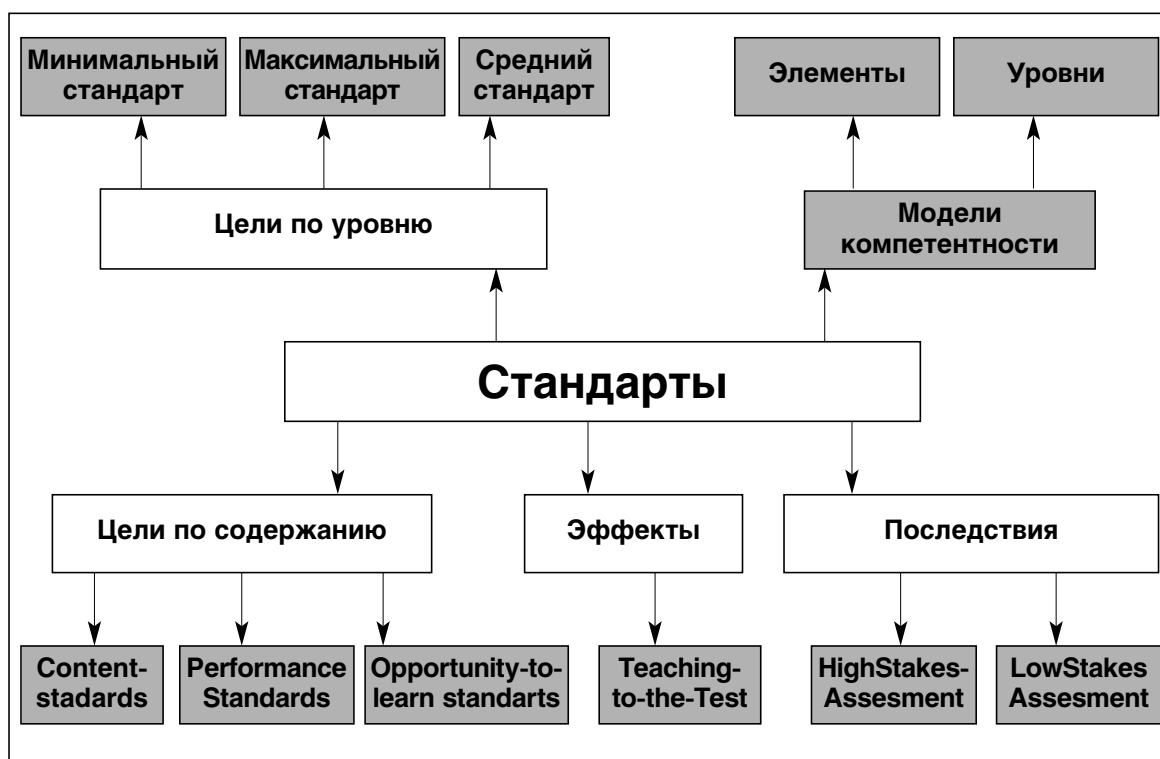 Минимальный
стандарт
Максимальный
стандарт
Средний
стандарт
Элементы
Уровни
Цели по уровню
Модели
компетентности
Стандарты
Цели по содержанию
Эффекты
Последствия
Content-
stadards
Performance
Standards
Opportunity-to-
learn standarts
Teaching-
to-the-Test
HighStakes-
Assesment
LowStakes
Assesment